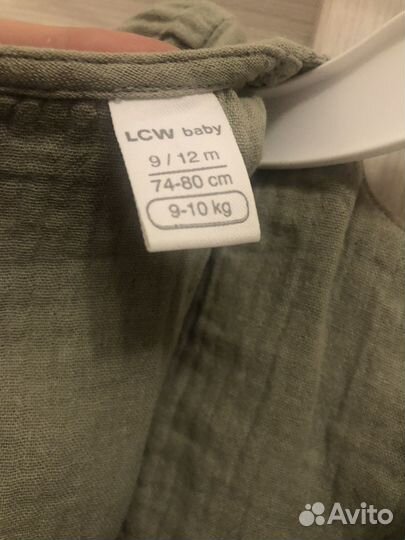 LCW baby
9 / 12 m
74-80 cm
9-10 kg
Avito